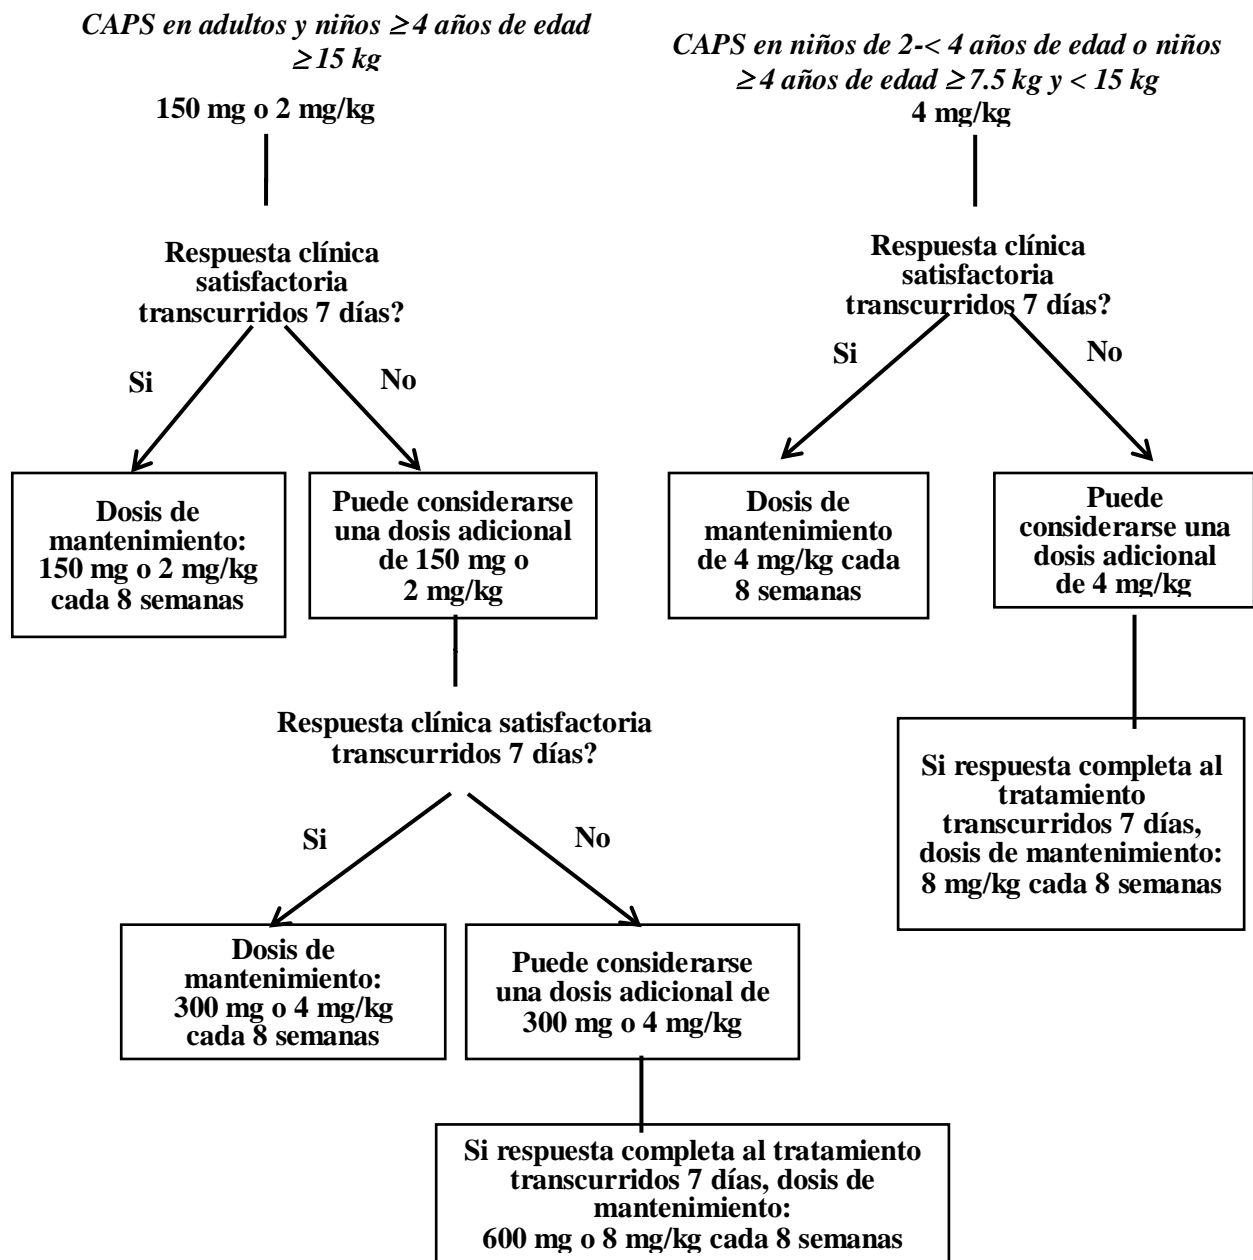 CAPS en adultos y niños ≥4 años de edad
≥15 kg
150 mg o 2 mg/kg
Respuesta clínica
satisfactoria
transcurridos 7 días?
Si
No
Dosis de
mantenimiento:
150 mg o 2 mg/kg
cada 8 semanas
Puede considerarse
una dosis adicional
de 150 mg o
2 mg/kg
Respuesta clínica satisfactoria
transcurridos 7 días?
Si
No
Dosis de
mantenimiento:
300 mg o 4 mg/kg
cada 8 semanas
Puede considerarse
una dosis adicional de
300 mg o 4 mg/kg
Si respuesta completa al tratamiento
transcurridos 7 días, dosis de
mantenimiento:
600 mg o 8 mg/kg cada 8 semanas
CAPS en niños de 2-< 4 años de edad o niños
≥4 años de edad ≥7.5 kg y < 15 kg
4 mg/kg
Respuesta clínica
satisfactoria
transcurridos 7 días?
Si
No
Dosis de
mantenimiento
de 4 mg/kg cada
8 semanas
Puede
considerarse una
dosis adicional
de 4 mg/kg
Si respuesta completa al
tratamiento
transcurridos 7 días,
dosis de mantenimiento:
8 mg/kg cada 8 semanas